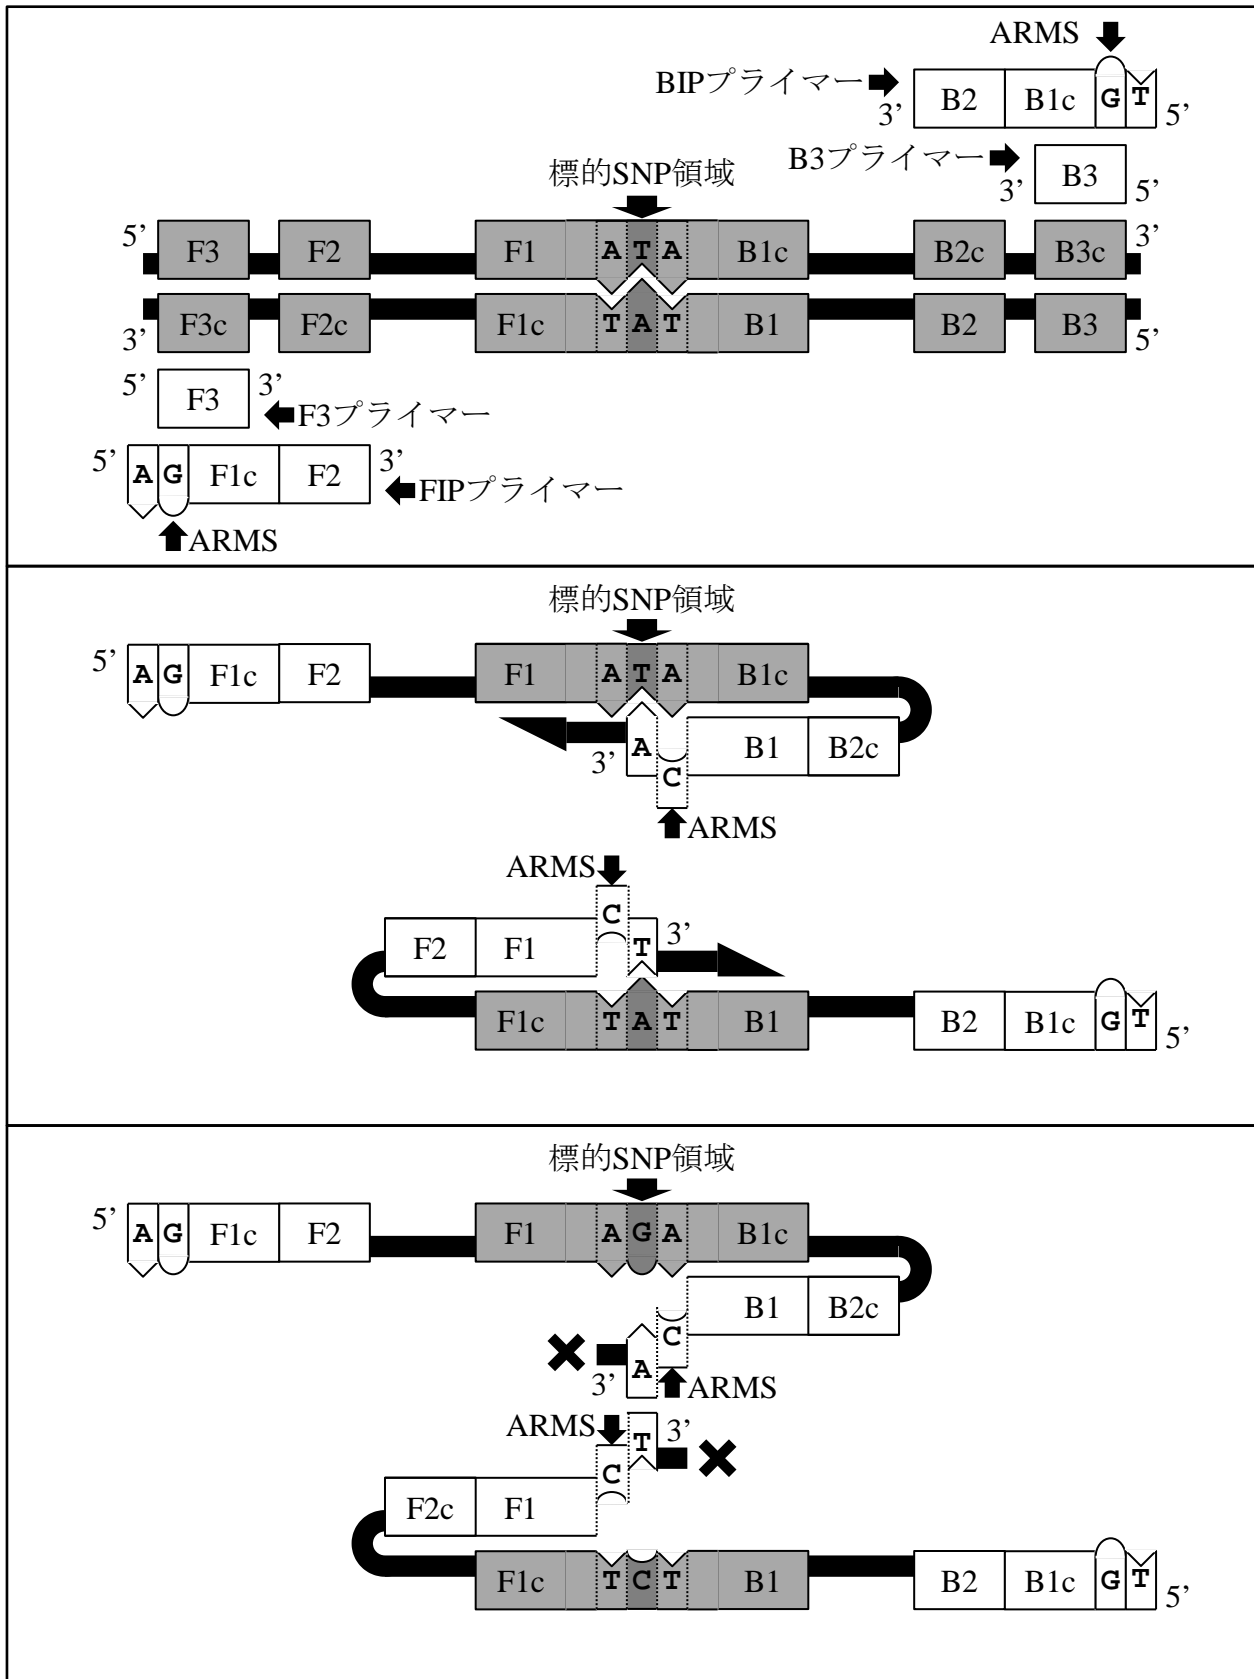 ARMS
BIPプライマー
3’ B2 B1c G T 5’
B3プライマー
3’ B3 5’
標的SNP領域
5’ F3 F2 F1 A T A B1c B2c B3c 3’
3’ F3c F2c F1c T A T B1 B2 B3 5’
5’ F3 3’
F3プライマー
5’ A G F1c F2 3’
FIPプライマー
ARMS
標的SNP領域
5’ A G F1c F2 F1 A T A B1c
3’ A C B1 B2c
ARMS
ARMS
F2 F1 C T 3’
F1c T A T B1 B2 B1c G T 5’
標的SNP領域
5’ A G F1c F2 F1 A G A B1c
3’ A C B1 B2c
ARMS
ARMS
F2c F1 C T 3’
F1c T C T B1 B2 B1c G T 5’